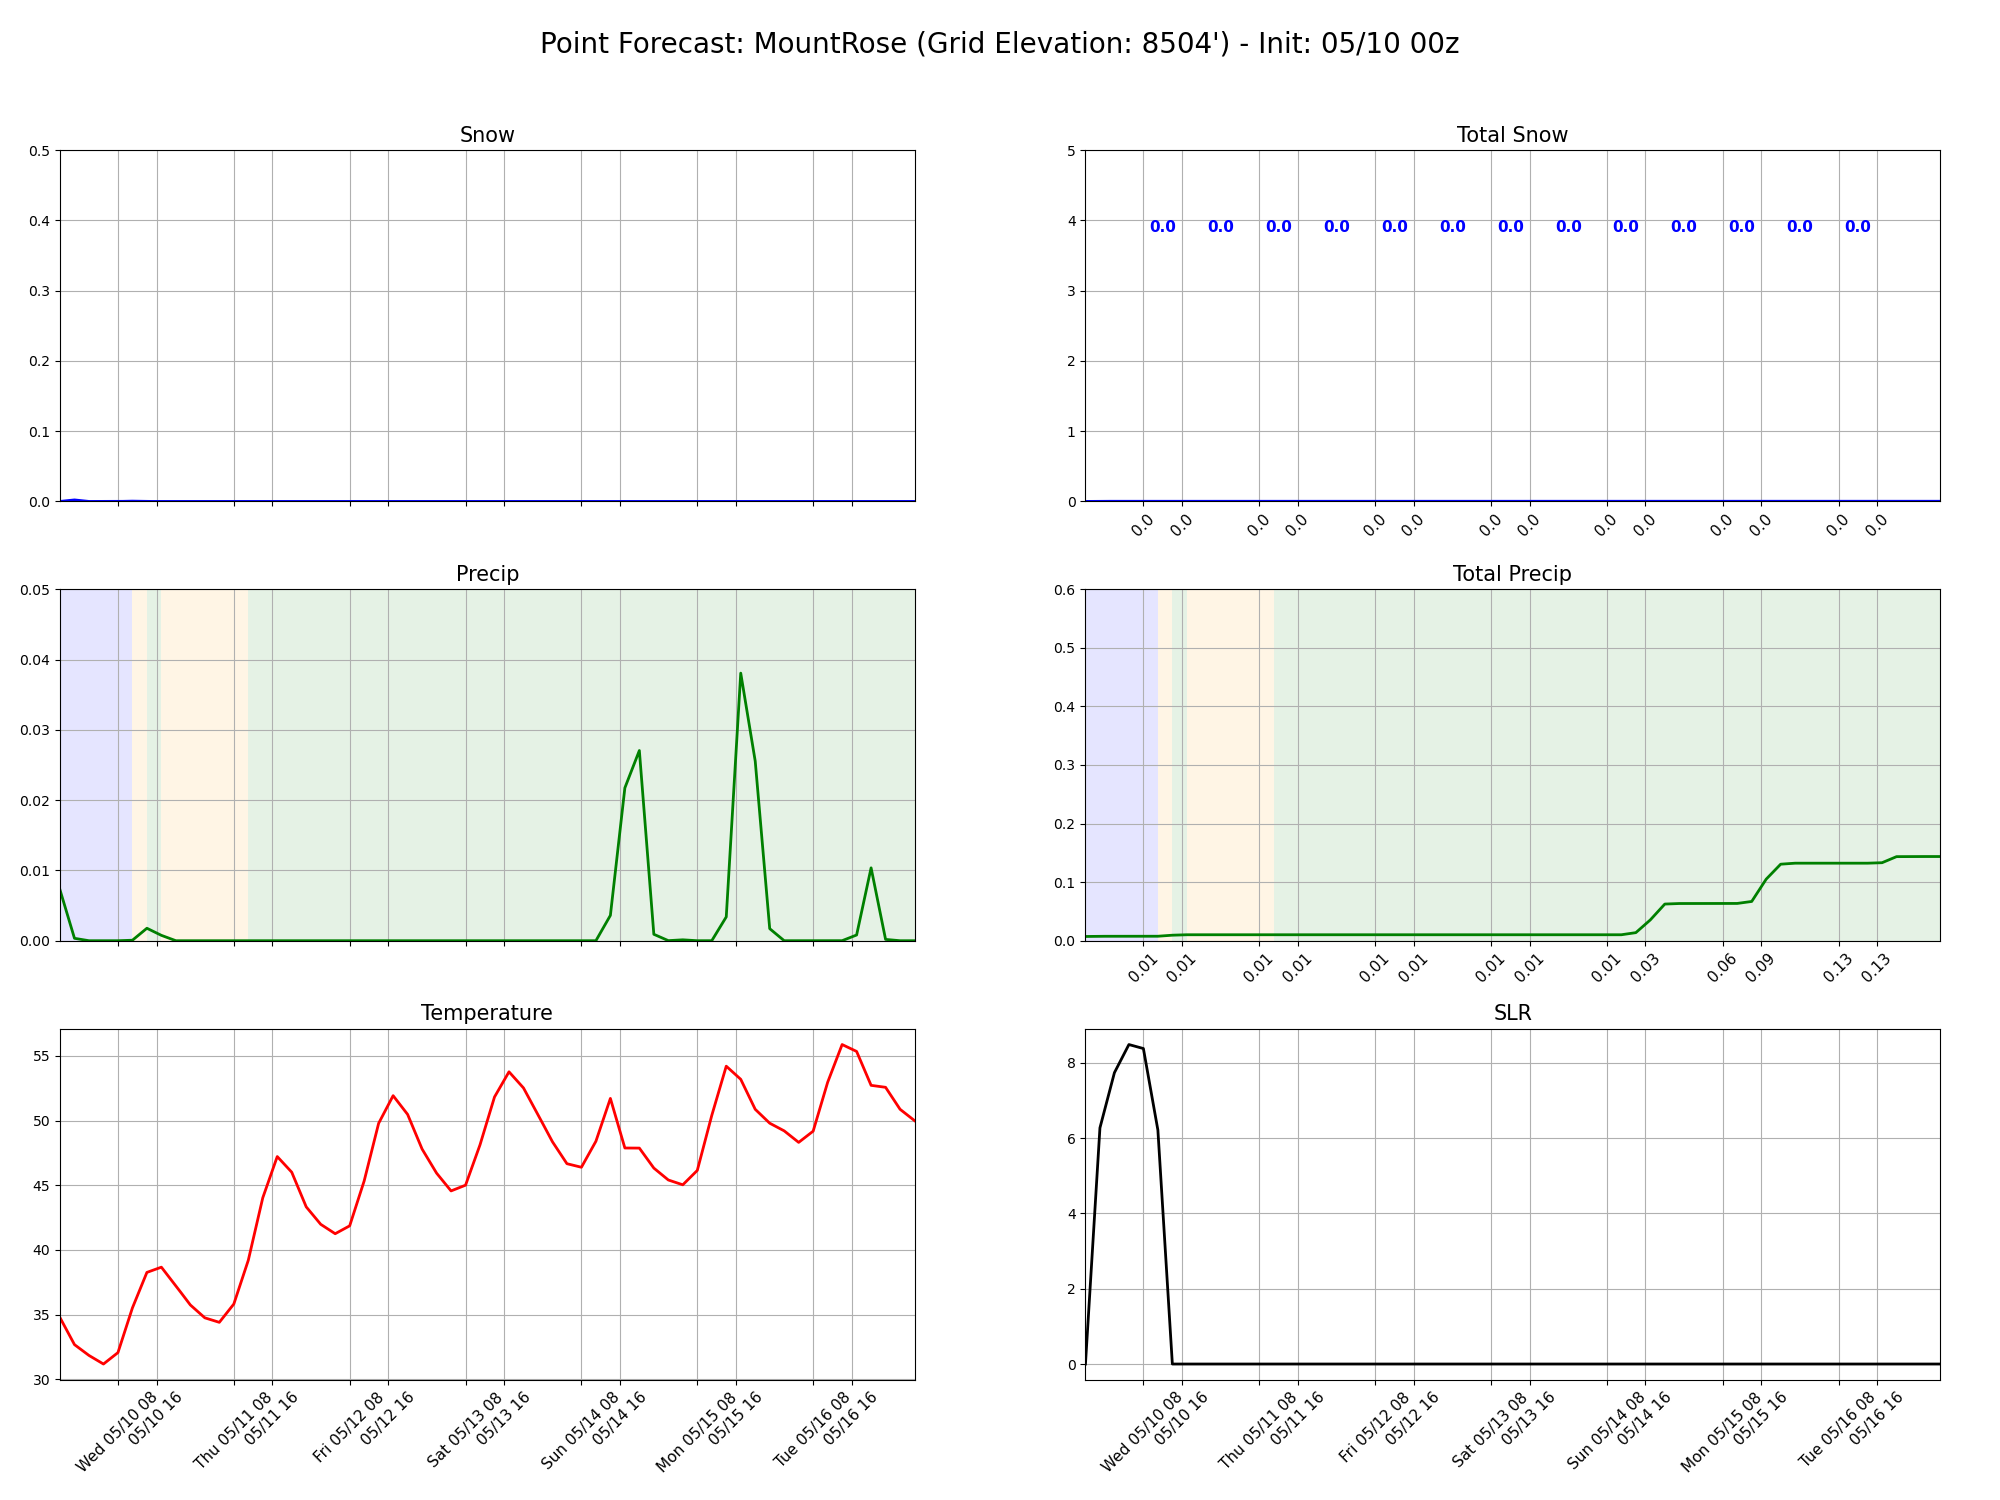 Point Forecast: MountRose (Grid Elevation: 8504') - Init: 05/10 00z
Snow
0.5
0.4
0.3
0.2
0.1
0.0
Total Snow
5
4
3
2
1
0
0.0 0.0 0.0 0.0 0.0 0.0 0.0 0.0 0.0 0.0 0.0 0.0 0.0
0.0 0.0 0.0 0.0 0.0 0.0 0.0 0.0 0.0 0.0 0.0 0.0 0.0 0.0
Precip
0.05
0.04
0.03
0.02
0.01
0.00
Total Precip
0.6
0.5
0.4
0.3
0.2
0.1
0.0
0.01 0.01 0.01 0.01 0.01 0.01 0.01 0.01 0.01 0.03 0.06 0.09 0.13 0.13
Temperature
55
50
45
40
35
30
Wed 05/10 08
05/10 16
Thu 05/11 08
05/11 16
Fri 05/12 08
05/12 16
Sat 05/13 08
05/13 16
Sun 05/14 08
05/14 16
Mon 05/15 08
05/15 16
Tue 05/16 08
05/16 16
SLR
8
6
4
2
0
Wed 05/10 08
05/10 16
Thu 05/11 08
05/11 16
Fri 05/12 08
05/12 16
Sat 05/13 08
05/13 16
Sun 05/14 08
05/14 16
Mon 05/15 08
05/15 16
Tue 05/16 08
05/16 16